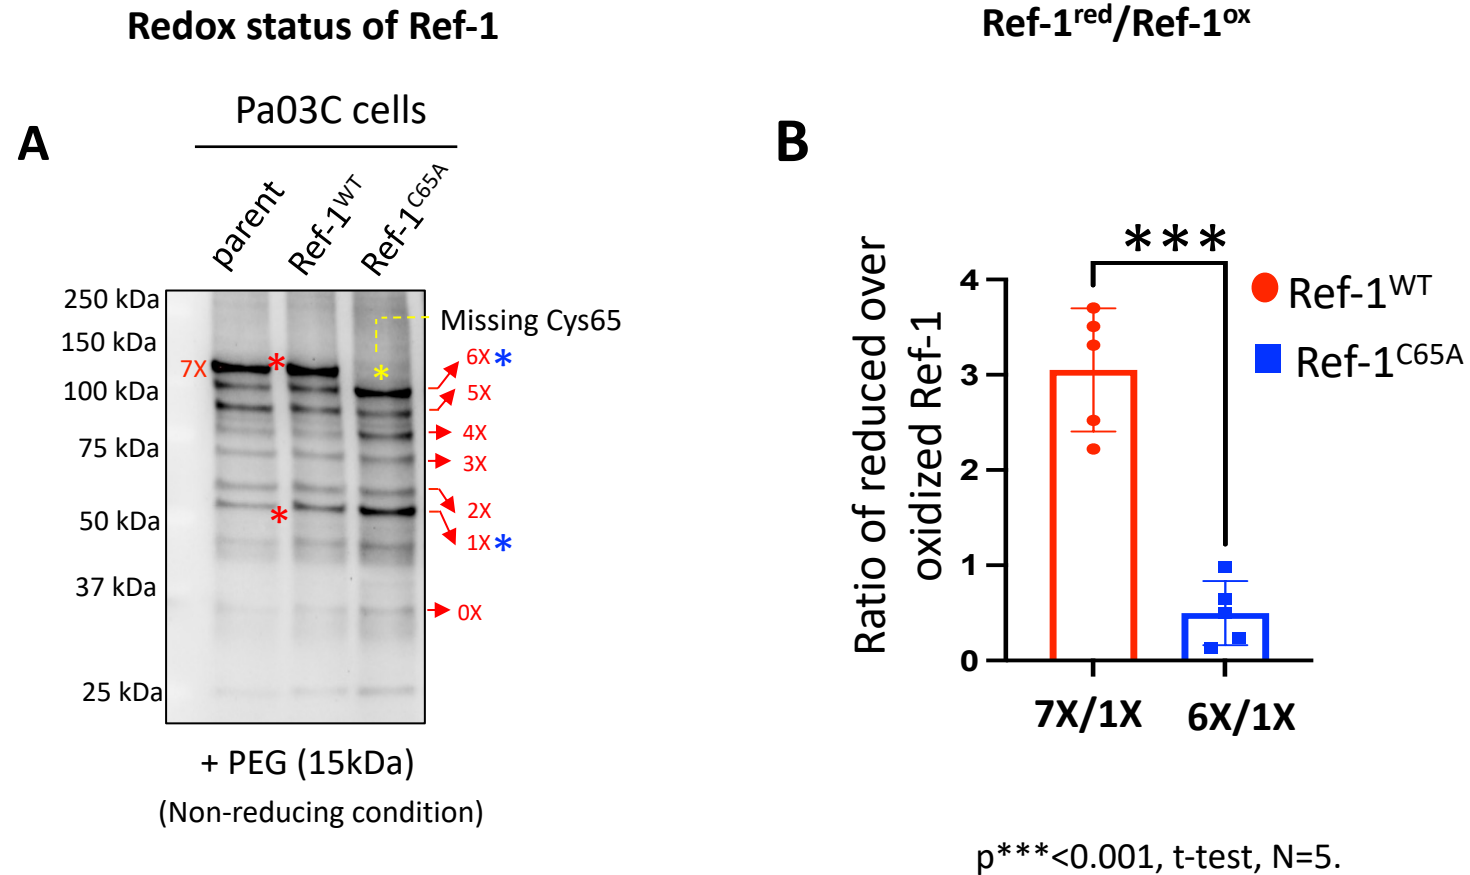 Redox status of Ref-1
Ref-1red/Ref-1ox
A
Pa03C cells
parent
Ref-1WT
Ref-1C65A
250 kDa
150 kDa
100 kDa
75 kDa
50 kDa
37 kDa
25 kDa
7X
*
*
*
Missing Cys65
6X*
5X
4X
3X
2X
1X*
0X
+ PEG (15kDa)
(Non-reducing condition)
B
Ratio of reduced over
oxidized Ref-1
4
3
2
1
0
***
Ref-1WT
Ref-1C65A
7X/1X
6X/1X
p***<0.001, t-test, N=5.